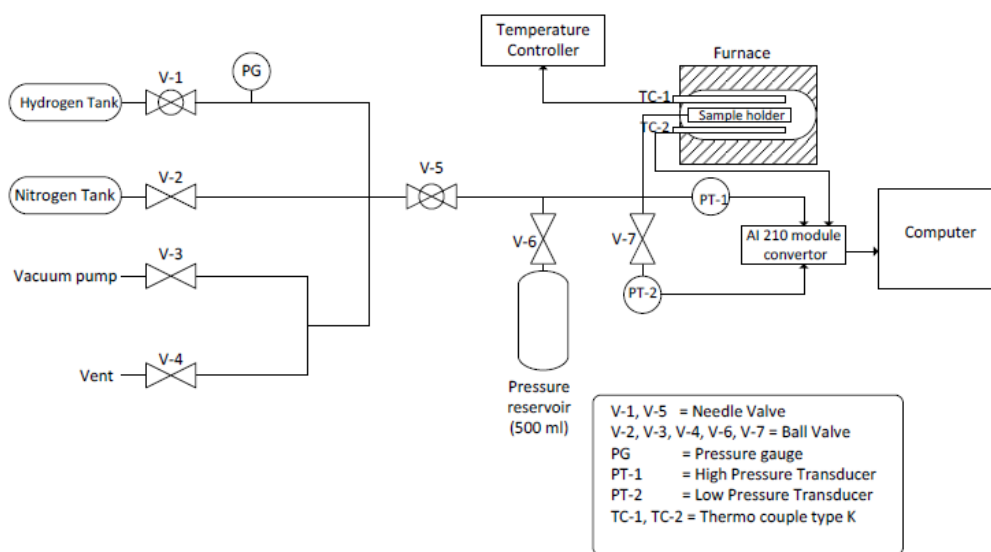 Temperature
Controller
Furnace
PG
V-1
Hydrogen Tank
TC-1
Sample holder
TC-2
V-2
V-5
Nitrogen Tank
PT-1
V-6
V-7
AI 210 module
convertor
Computer
V-3
Vacuum pump
PT-2
V-4
Vent
Pressure
reservoir
(500 ml)
V-1, V-5 = Needle Valve
V-2, V-3, V-4, V-6, V-7 = Ball Valve
PG = Pressure gauge
PT-1 = High Pressure Transducer
PT-2 = Low Pressure Transducer
TC-1, TC-2 = Thermo couple type K